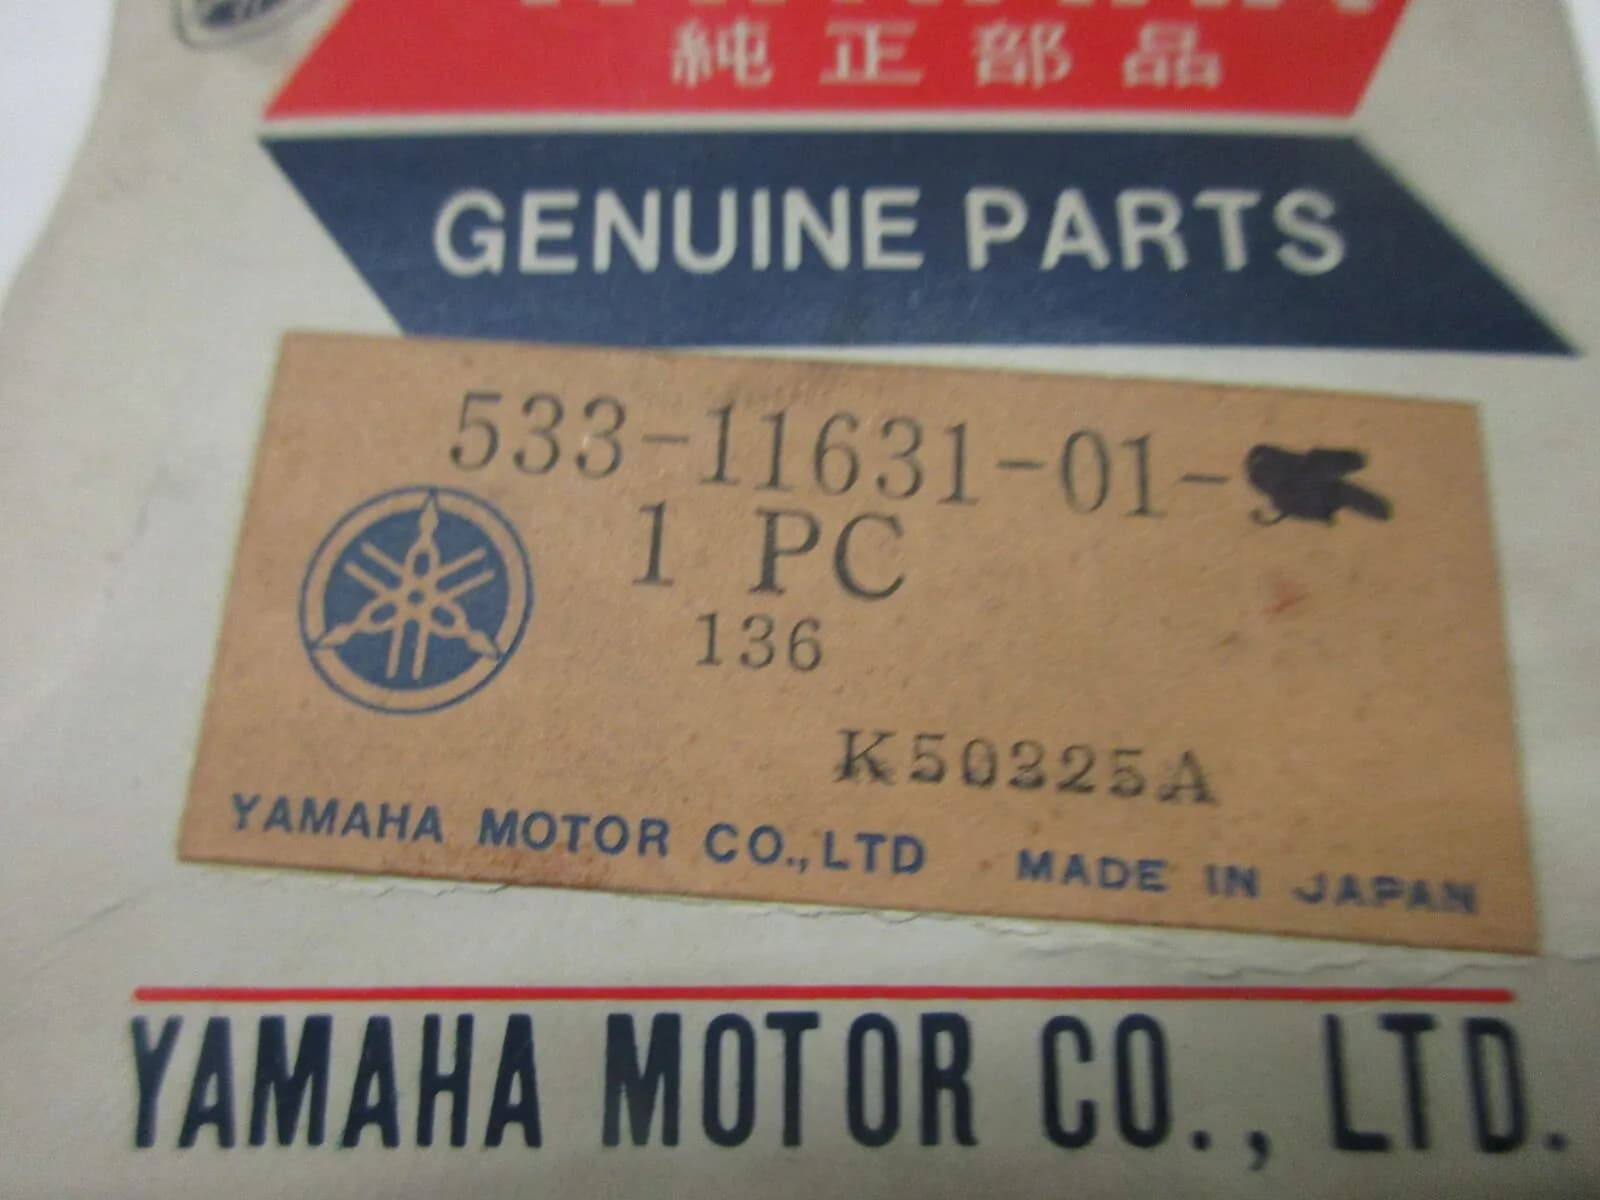 純正部品
GENUINE PARTS
533-11631-01-
1 PC
136
K50325A
YAMAHA MOTOR CO.,LTD MADE IN JAPAN
YAMAHA MOTOR CO., LTD.